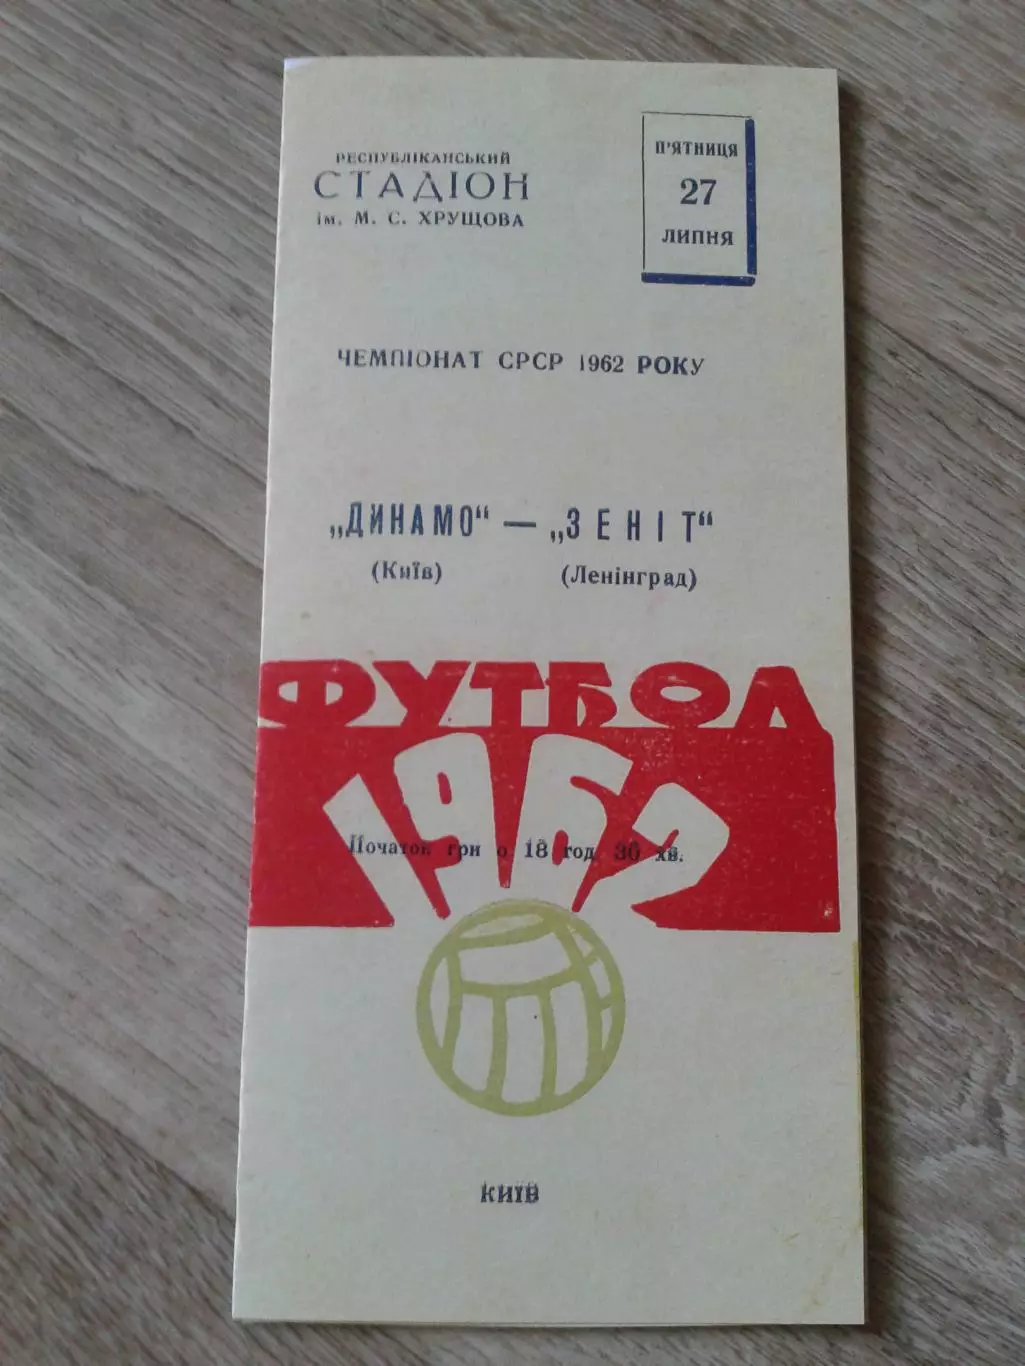 РЕСПУБЛІКАНСЬКИЙ
СТАДІОН
ім. М. С. ХРУЩОВА
П'ЯТНИЦЯ
27
ЛИПНЯ
ЧЕМПІОНАТ СРСР 1962 РОКУ
„ДИНАМО“ — „ЗЕНІТ“
(Київ) (Ленінград)
ФУТБОЛ
1962
Початок гри о 18 год. 30 хв.
КИЇВ